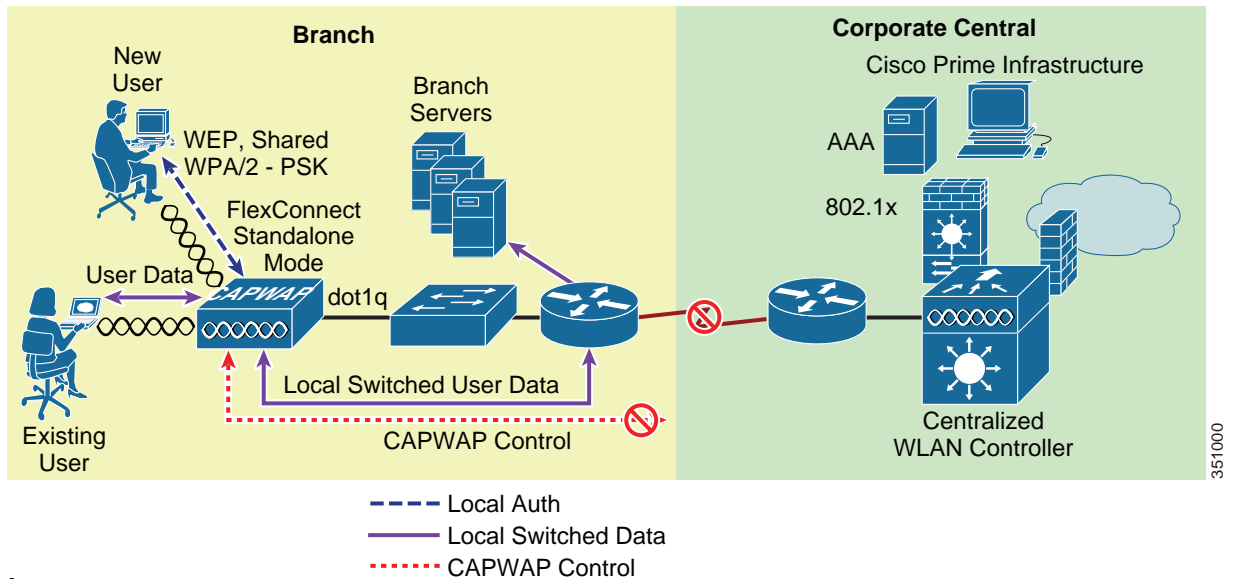 Branch
Corporate Central
New
User
Cisco Prime Infrastructure
Branch
Servers
WEP, Shared
WPA/2 - PSK
AAA
802.1x
FlexConnect
Standalone
Mode
User Data
CAPWAP
dot1q
Local Switched User Data
CAPWAP Control
Existing
User
Centralized
WLAN Controller
351000
Local Auth
Local Switched Data
CAPWAP Control